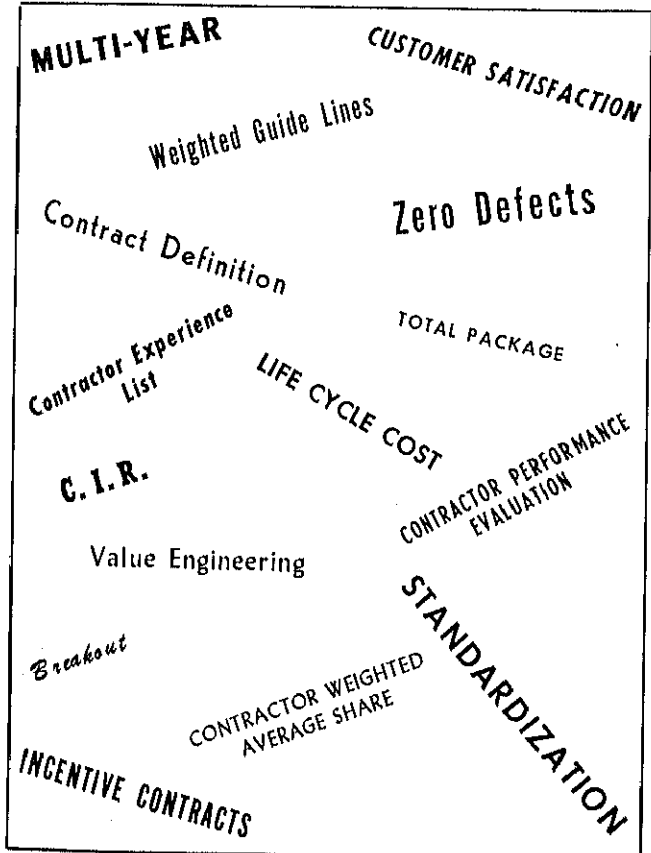 MULTI-YEAR
CUSTOMER SATISFACTION
Weighted Guide Lines
Zero Defects
Contract Definition
TOTAL PACKAGE
Contractor Experience
List
LIFE CYCLE COST
C. I. R.
CONTRACTOR PERFORMANCE
EVALUATION
Value Engineering
STANDARDIZATION
Breakout
CONTRACTOR WEIGHTED
AVERAGE SHARE
INCENTIVE CONTRACTS